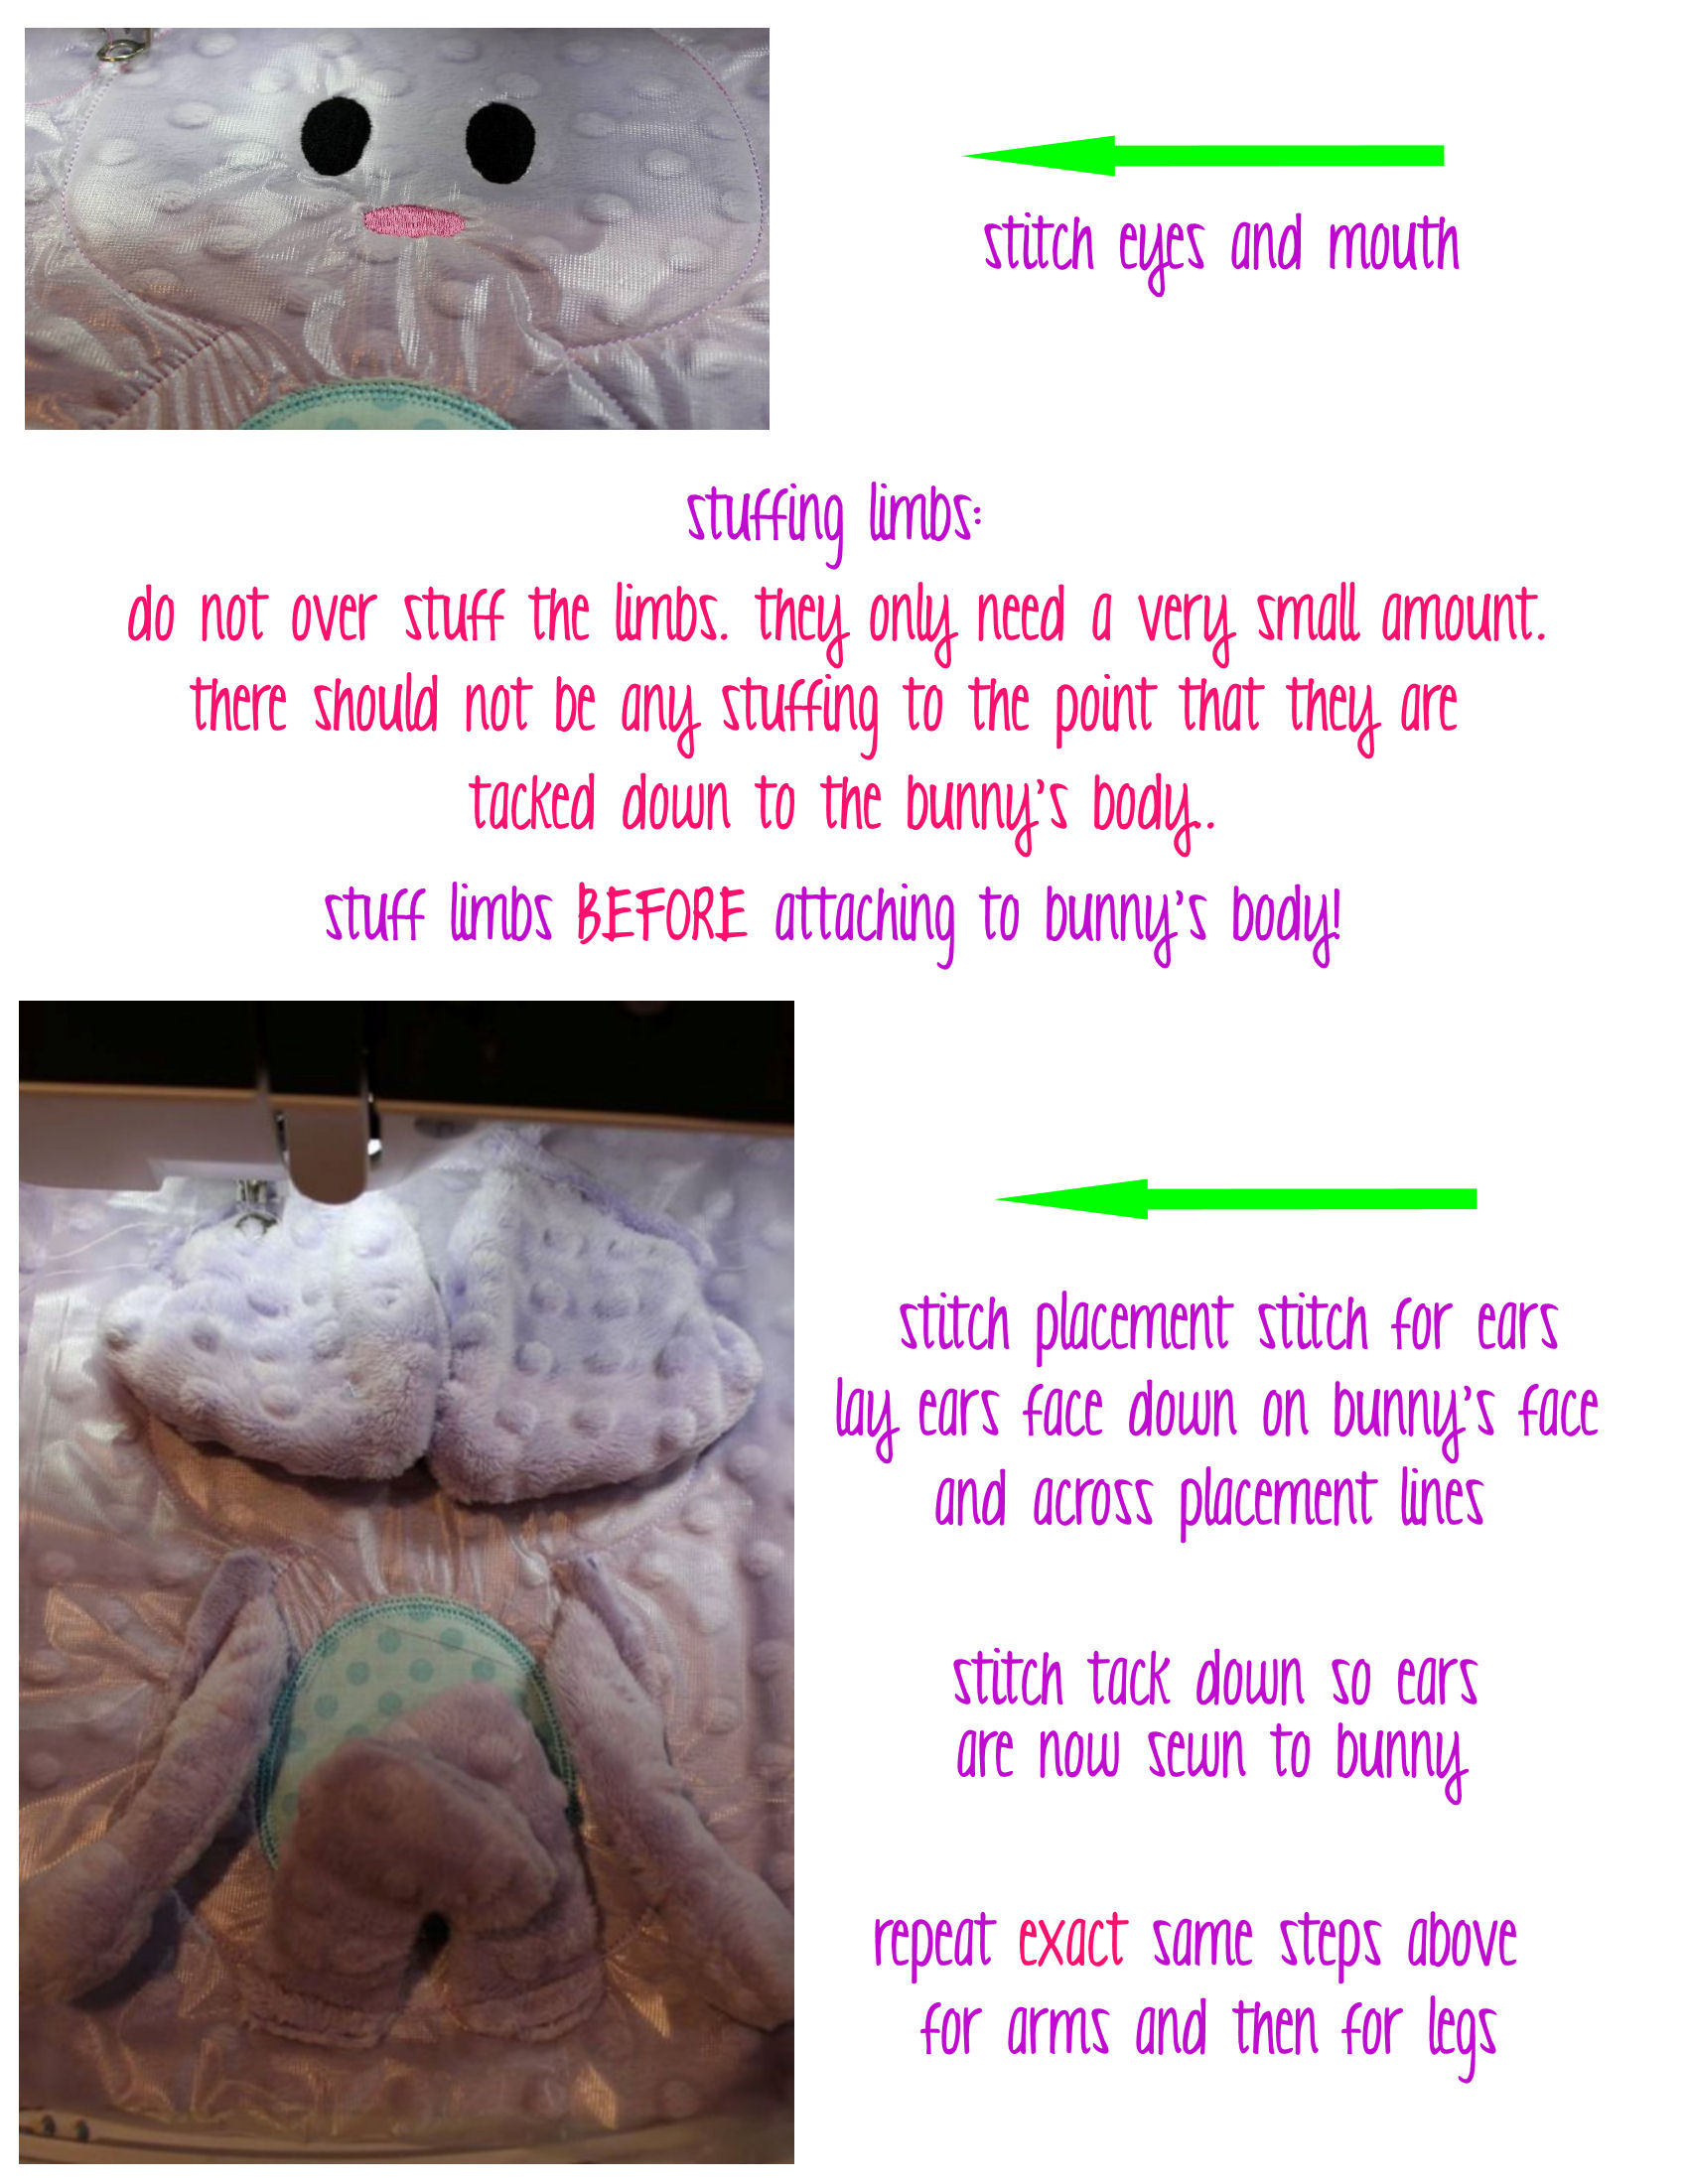 stitch eyes and mouth
stuffing limbs:
do not over stuff the limbs. they only need a very small amount.
there should not be any stuffing to the point that they are
tacked down to the bunny's body..
stuff limbs BEFORE attaching to bunny's body!
stitch placement stitch for ears
lay ears face down on bunny's face
and across placement lines
stitch tack down so ears
are now sewn to bunny
repeat exact same steps above
for arms and then for legs